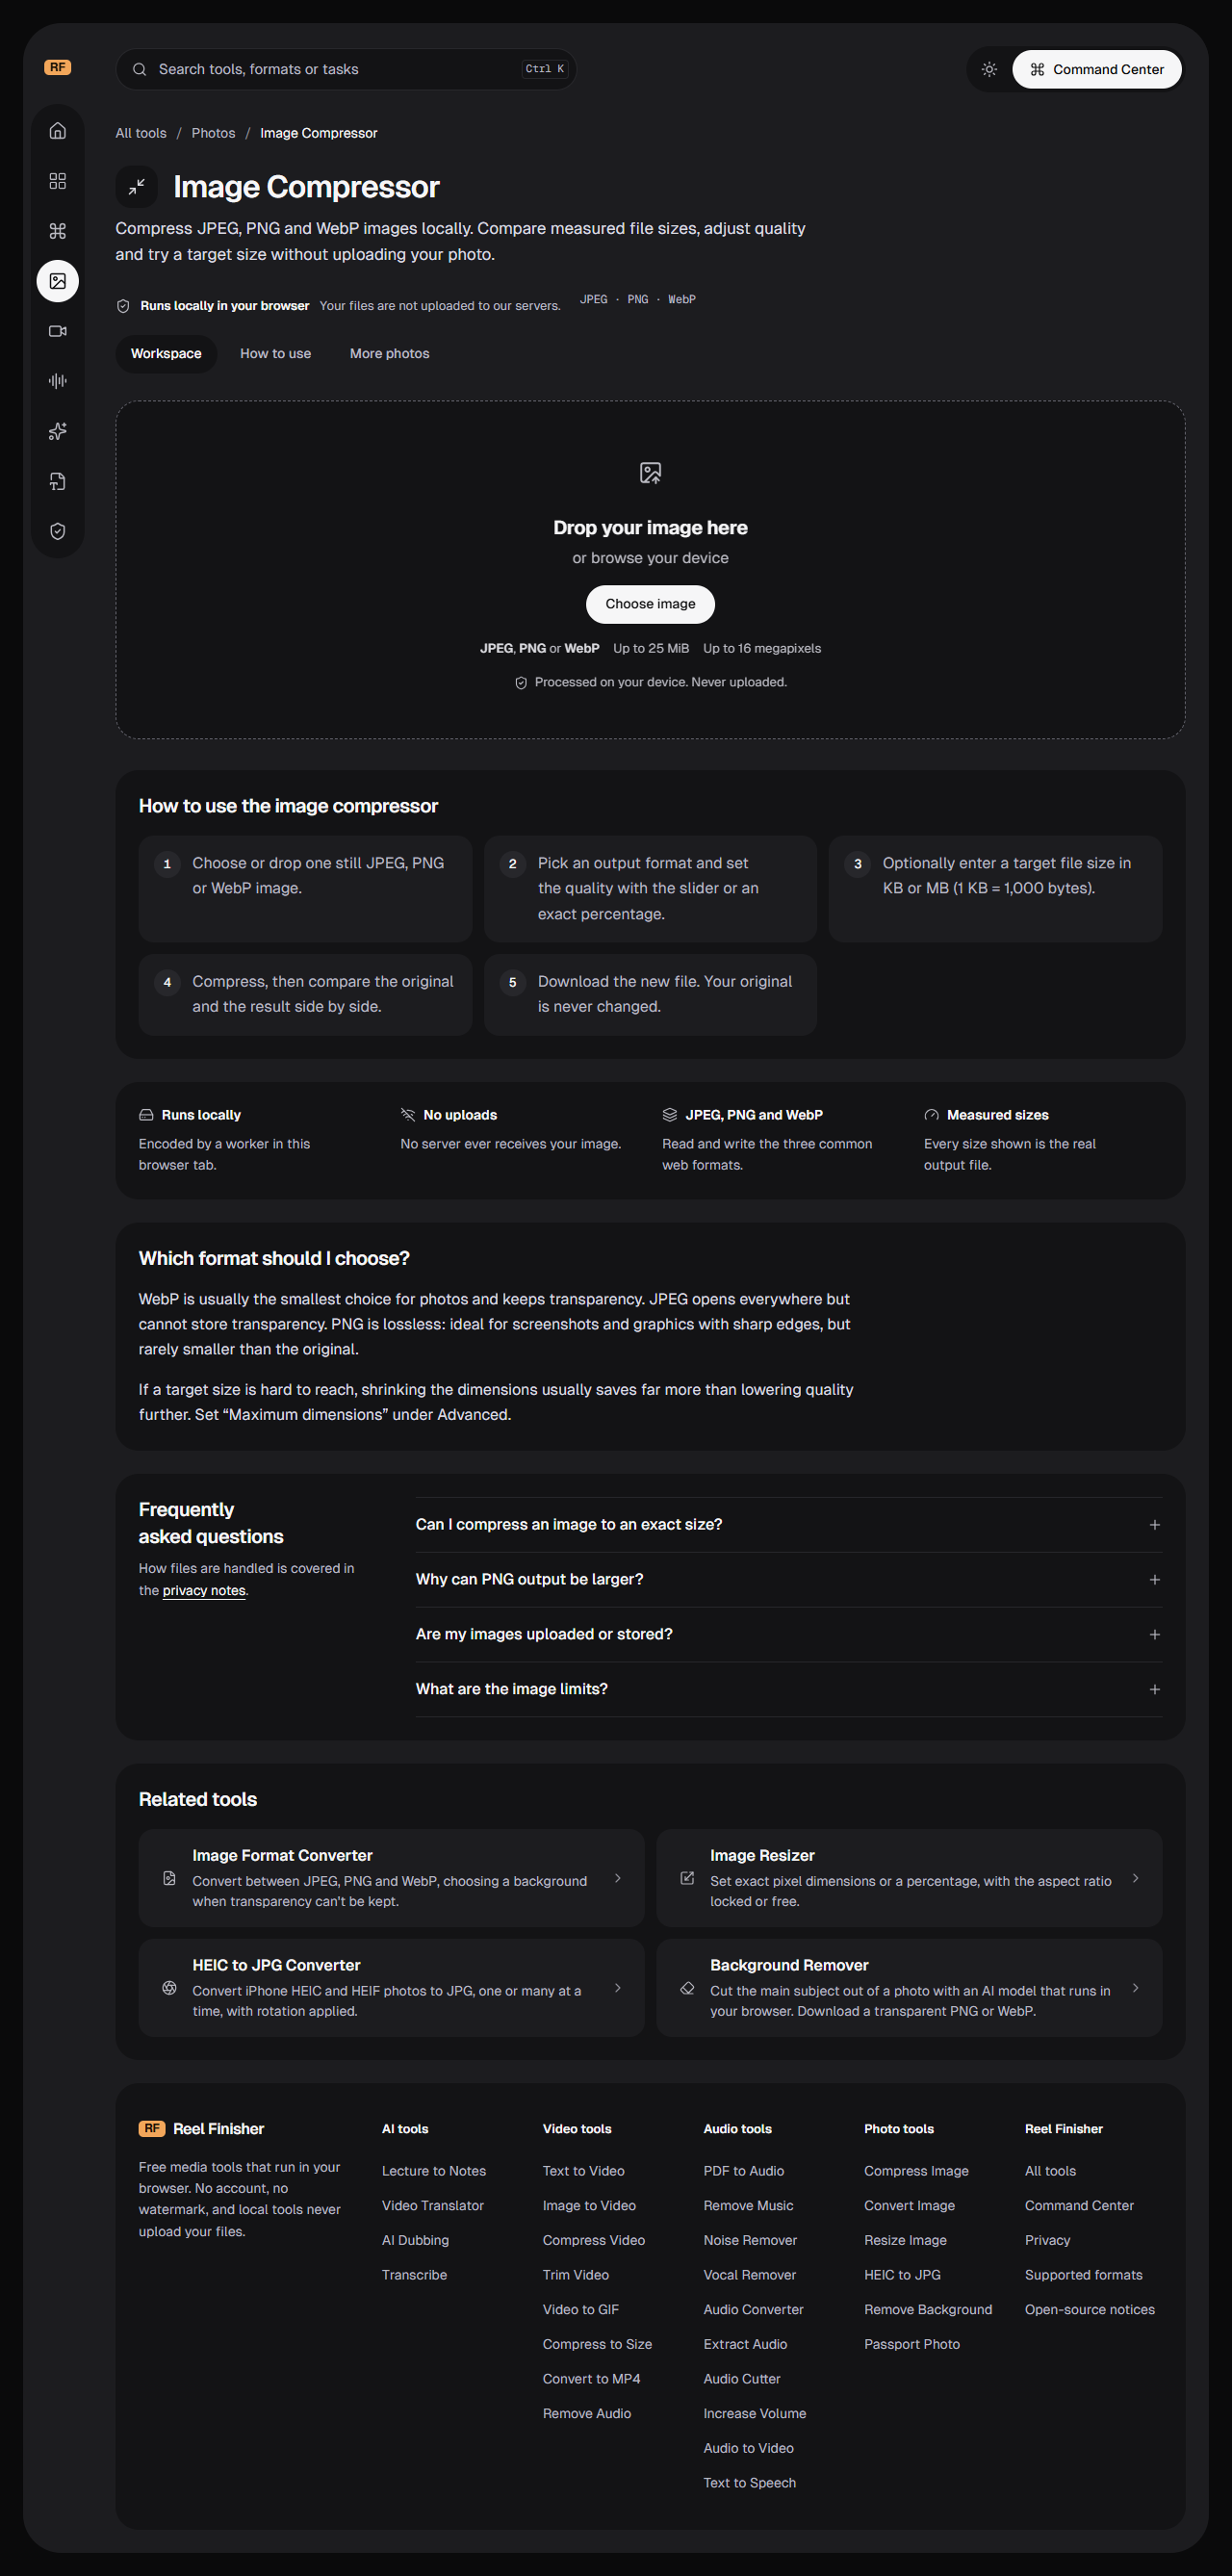 RF
Search tools, formats or tasks
Ctrl K
Command Center
All tools / Photos / Image Compressor
Image Compressor
Compress JPEG, PNG and WebP images locally. Compare measured file sizes, adjust quality
and try a target size without uploading your photo.
Runs locally in your browser Your files are not uploaded to our servers.
JPEG · PNG · WebP
Workspace
How to use
More photos
Drop your image here
or browse your device
Choose image
JPEG, PNG or WebP Up to 25 MiB Up to 16 megapixels
Processed on your device. Never uploaded.
How to use the image compressor
1
Choose or drop one still JPEG, PNG
or WebP image.
2
Pick an output format and set
the quality with the slider or an
exact percentage.
3
Optionally enter a target file size in
KB or MB (1 KB = 1,000 bytes).
4
Compress, then compare the original
and the result side by side.
5
Download the new file. Your original
is never changed.
Runs locally
Encoded by a worker in this
browser tab.
No uploads
No server ever receives your image.
JPEG, PNG and WebP
Read and write the three common
web formats.
Measured sizes
Every size shown is the real
output file.
Which format should I choose?
WebP is usually the smallest choice for photos and keeps transparency. JPEG opens everywhere but
cannot store transparency. PNG is lossless: ideal for screenshots and graphics with sharp edges, but
rarely smaller than the original.
If a target size is hard to reach, shrinking the dimensions usually saves far more than lowering quality
further. Set “Maximum dimensions” under Advanced.
Frequently
asked questions
How files are handled is covered in
the privacy notes.
Can I compress an image to an exact size?
Why can PNG output be larger?
Are my images uploaded or stored?
What are the image limits?
Related tools
Image Format Converter
Convert between JPEG, PNG and WebP, choosing a background
when transparency can't be kept.
Image Resizer
Set exact pixel dimensions or a percentage, with the aspect ratio
locked or free.
HEIC to JPG Converter
Convert iPhone HEIC and HEIF photos to JPG, one or many at a
time, with rotation applied.
Background Remover
Cut the main subject out of a photo with an AI model that runs in
your browser. Download a transparent PNG or WebP.
RF Reel Finisher
Free media tools that run in your
browser. No account, no
watermark, and local tools never
upload your files.
AI tools
Lecture to Notes
Video Translator
AI Dubbing
Transcribe
Video tools
Text to Video
Image to Video
Compress Video
Trim Video
Video to GIF
Compress to Size
Convert to MP4
Remove Audio
Audio tools
PDF to Audio
Remove Music
Noise Remover
Vocal Remover
Audio Converter
Extract Audio
Audio Cutter
Increase Volume
Audio to Video
Text to Speech
Photo tools
Compress Image
Convert Image
Resize Image
HEIC to JPG
Remove Background
Passport Photo
Reel Finisher
All tools
Command Center
Privacy
Supported formats
Open-source notices